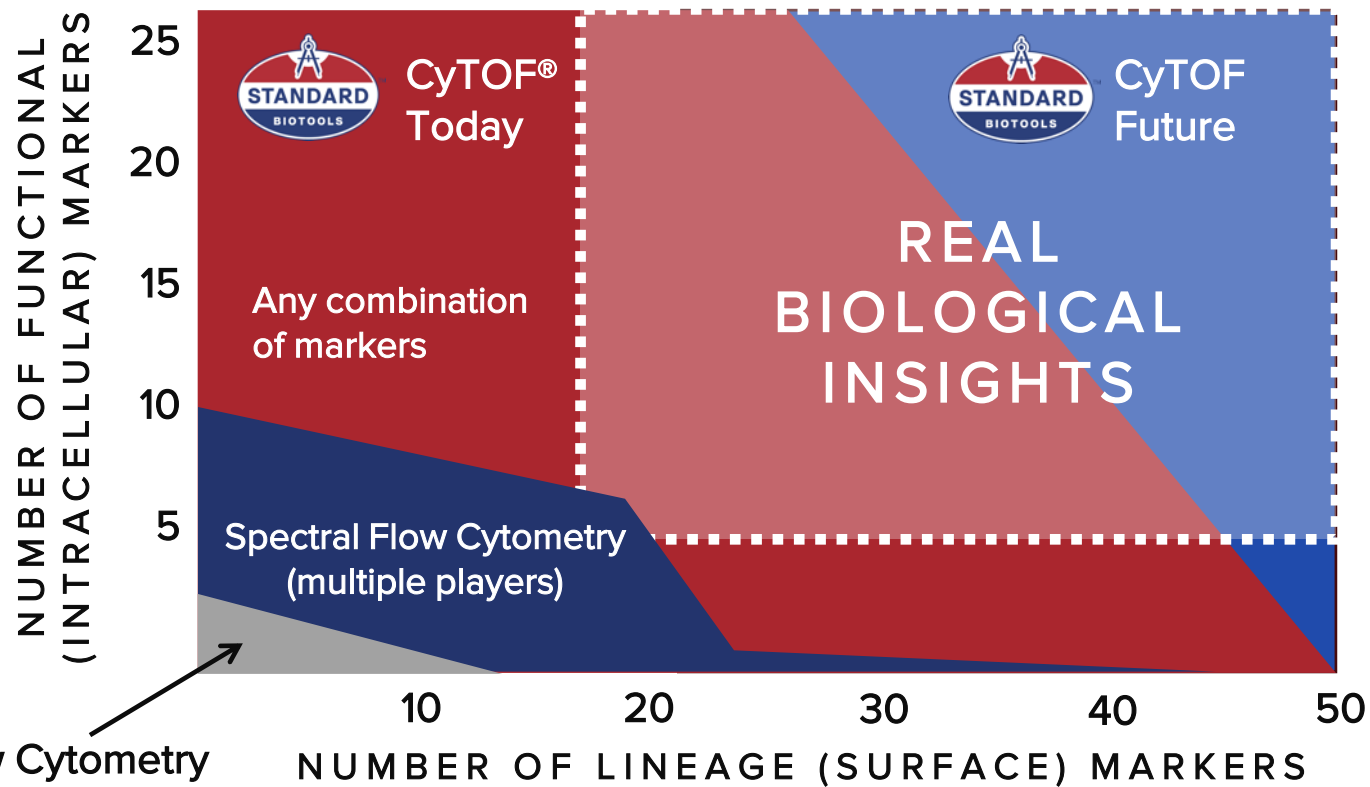 NUMBER OF FUNCTIONAL
(INTRACELLULAR) MARKERS
25
20
15
10
5
STANDARD
BIOTOOLS
™
CyTOF®
Today
STANDARD
BIOTOOLS
™
CyTOF
Future
Any combination
of markers
REAL
BIOLOGICAL
INSIGHTS
Spectral Flow Cytometry
(multiple players)
Cytometry
10
20
30
40
50
NUMBER OF LINEAGE (SURFACE) MARKERS